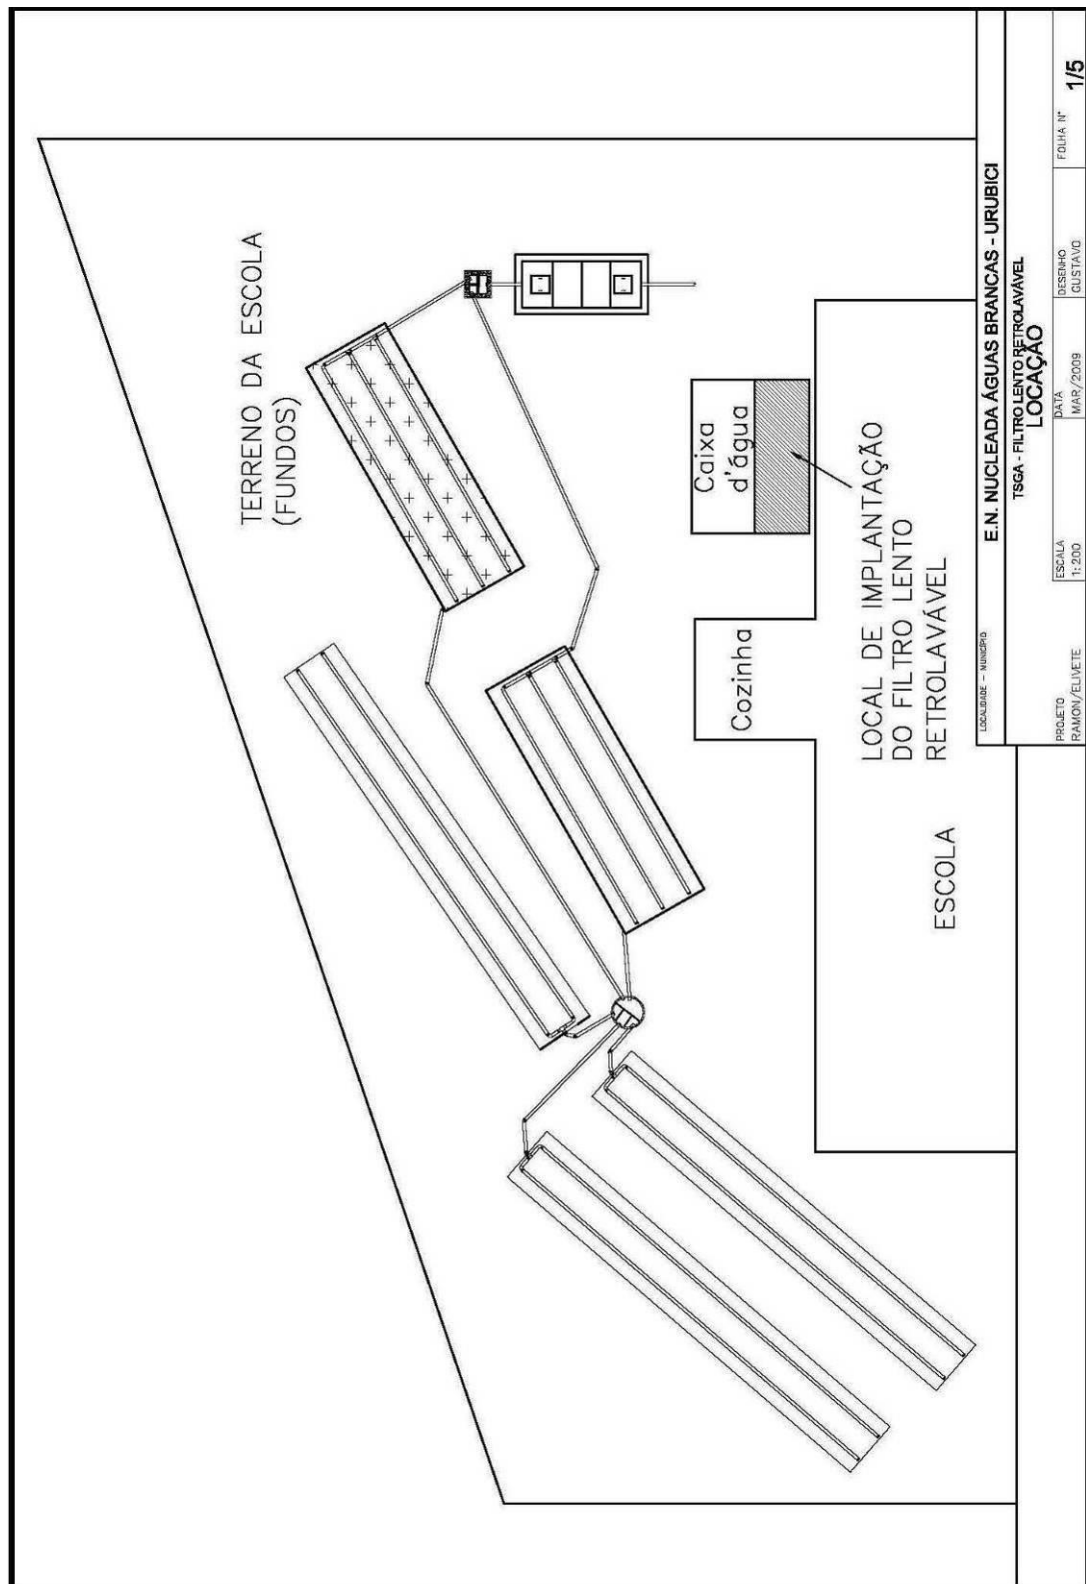 TERRENO DA ESCOLA
(FUNDOS)
Caixa
d'água
Cozinha
LOCAL DE IMPLANTAÇÃO
DO FILTRO LENTO
RETROLAVÁVEL
ESCOLA
LOCALIDADE - MUNICÍPIO
E.N. NUCLEADA ÁGUAS BRANCAS - URUBICI
TSGA - FILTRO LENTO RETROLAVÁVEL
LOCAÇÃO
PROJETO
RAMON/ELIVETE
ESCALA
1:200
DATA
MAR/2009
DESENHO
GUSTAVO
FOLHA N°
1/5